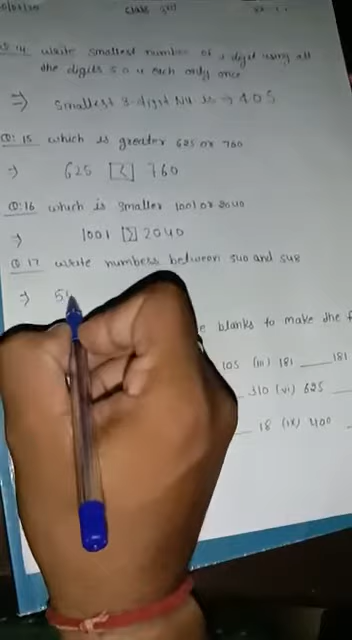 Class
Q:14 write smallest number of 3 digit using all
the digits 5 0 4 each only once
⇒ Smallest 3-digit No is → 405
Q:15 which is greater 625 or 760
⇒ 625 [<] 760
Q:16 which is smaller 1001 or 2040
⇒ 1001 2040
Q.17 write numbers between 540 and 548
⇒ 54
e blanks to make the f
105 (iii) 181 ___ 181
310 (vi) 625
18 (ix) 400